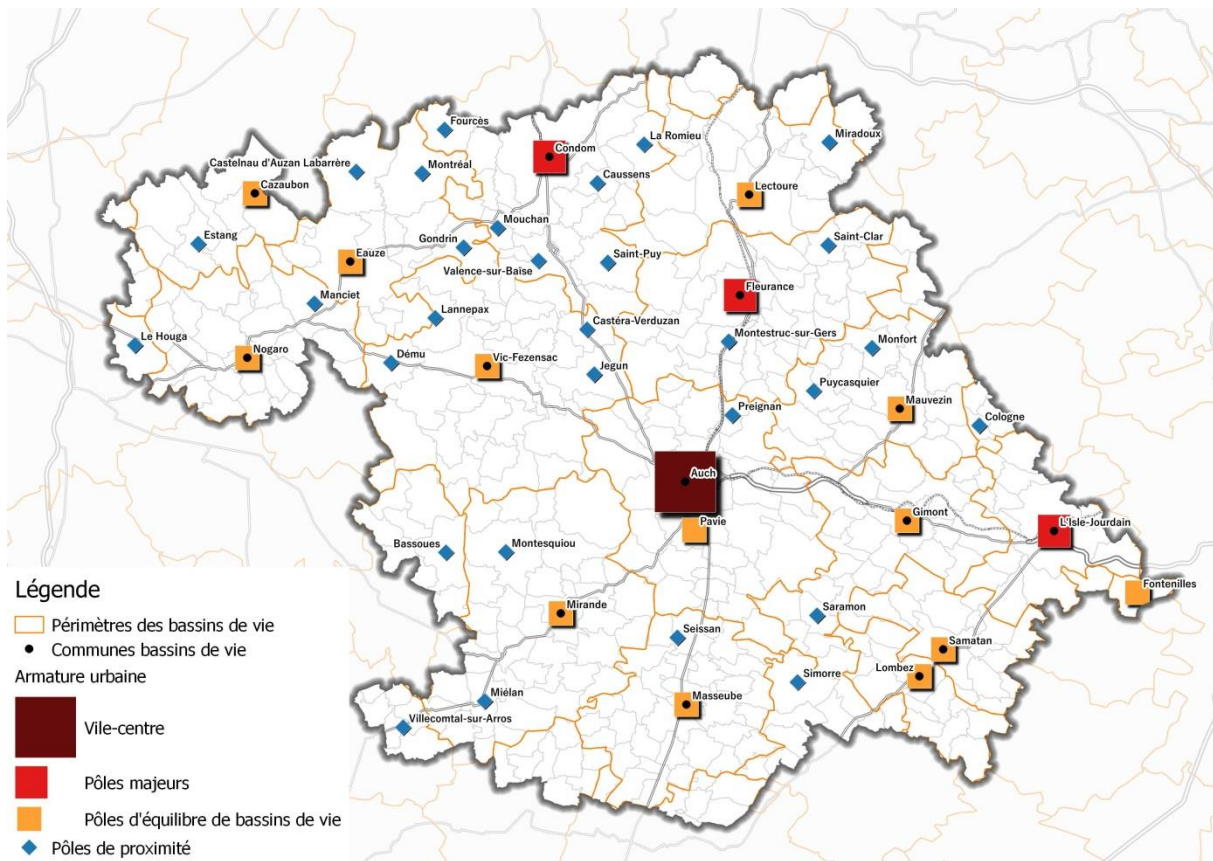 Fourcès
La Romieu
Miradoux
Condom
Castelnau d'Auzan Labarrère
Montréal
Caussens
Cazaubon
Lectoure
Mouchan
Estang
Gondrin
Saint-Clar
Eauze
Saint-Puy
Valence-sur-Baïse
Fleurance
Manciet
Lannepax
Castéra-Verduzan
Le Houga
Montestruc-sur-Gers
Monfort
Nogaro
Dému
Vic-Fezensac
Jegun
Puycasquier
Mauvezin
Preignan
Cologne
Auch
Gimont
L'Isle-Jourdain
Pavie
Bassoues
Montesquiou
Fontenilles
Mirande
Saramon
Seissan
Samatan
Lombez
Simorre
Masseube
Miélan
Villecomtal-sur-Arros
Légende
Périmètres des bassins de vie
Communes bassins de vie
Armature urbaine
Vile-centre
Pôles majeurs
Pôles d'équilibre de bassins de vie
Pôles de proximité